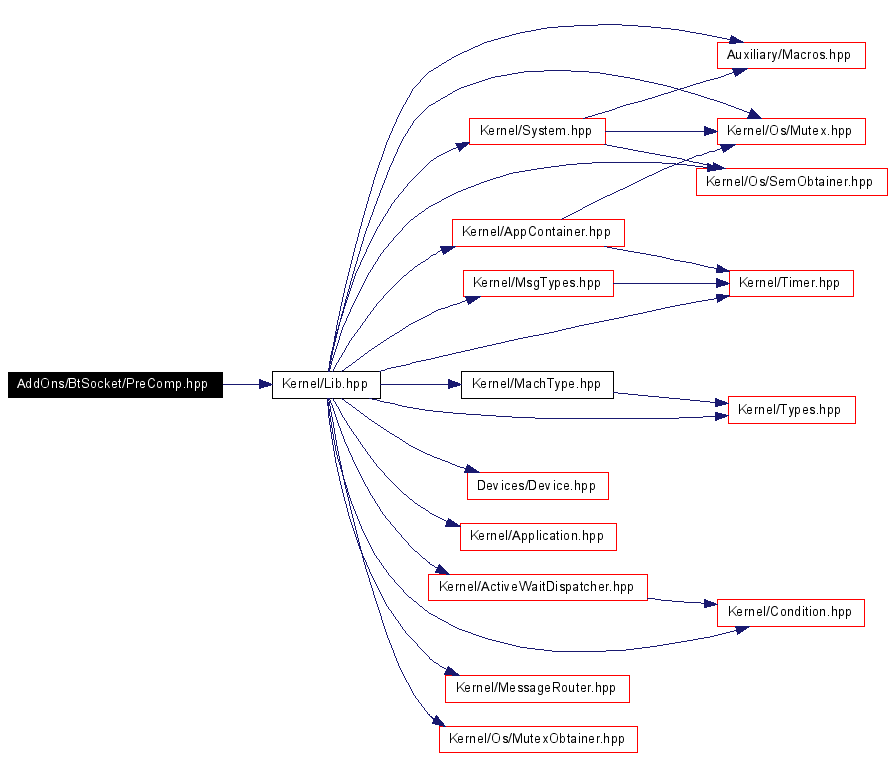 Auxiliary/Macros.hpp
Kernel/System.hpp
Kernel/Os/Mutex.hpp
Kernel/Os/SemObtainer.hpp
Kernel/AppContainer.hpp
Kernel/MsgTypes.hpp
Kernel/Timer.hpp
AddOns/BtSocket/PreComp.hpp
Kernel/Lib.hpp
Kernel/MachType.hpp
Kernel/Types.hpp
Devices/Device.hpp
Kernel/Application.hpp
Kernel/ActiveWaitDispatcher.hpp
Kernel/Condition.hpp
Kernel/MessageRouter.hpp
Kernel/Os/MutexObtainer.hpp